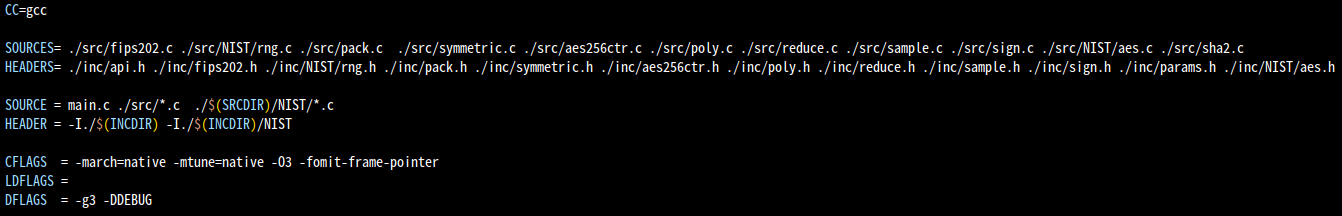 CC=gcc
SOURCES= ./src/fips202.c ./src/NIST/rng.c ./src/pack.c  ./src/symmetric.c ./src/aes256ctr.c ./src/poly.c ./src/reduce.c ./src/sample.c ./src/sign.c ./src/NIST/aes.c ./src/sha2.c
HEADERS= ./inc/api.h ./inc/fips202.h ./inc/NIST/rng.h ./inc/pack.h ./inc/symmetric.h ./inc/aes256ctr.h ./inc/poly.h ./inc/reduce.h ./inc/sample.h ./inc/sign.h ./inc/params.h ./inc/NIST/aes.h
SOURCE = main.c ./src/*.c  ./$(SRCDIR)/NIST/*.c
HEADER = -I./$(INCDIR) -I./$(INCDIR)/NIST
CFLAGS  = -march=native -mtune=native -O3 -fomit-frame-pointer
LDFLAGS =
DFLAGS  = -g3 -DDEBUG